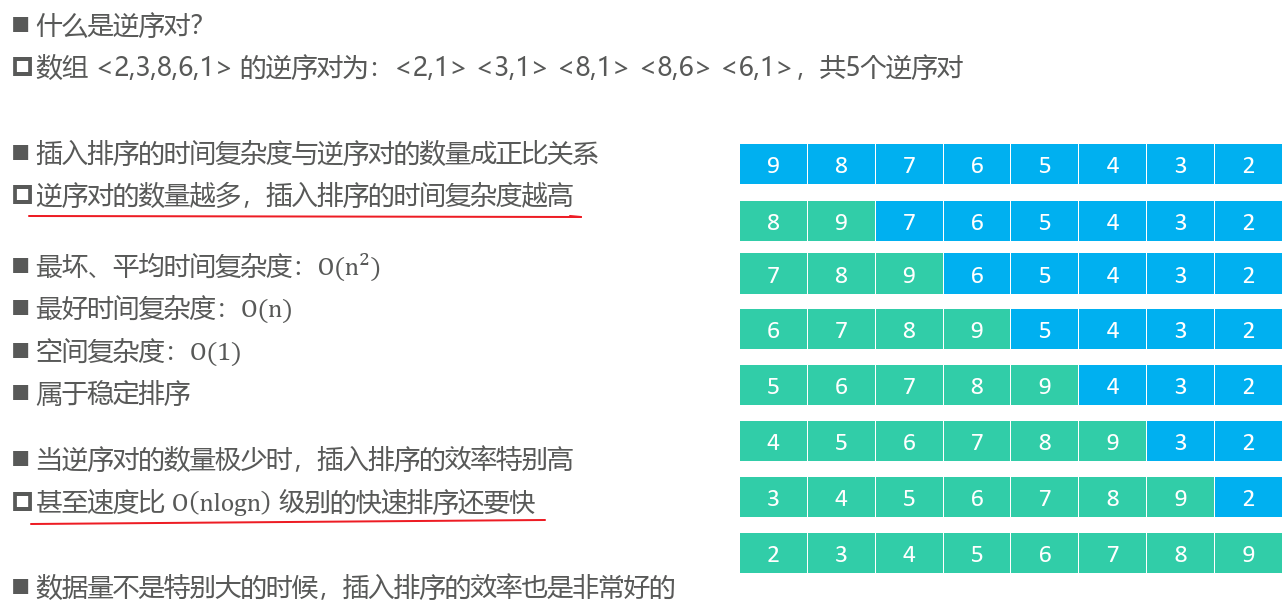 什么是逆序对?
数组 <2,3,8,6,1> 的逆序对为：<2,1> <3,1> <8,1> <8,6> <6,1>，共5个逆序对
插入排序的时间复杂度与逆序对的数量成正比关系
逆序对的数量越多，插入排序的时间复杂度越高
最坏、平均时间复杂度：O(n²)
最好时间复杂度：O(n)
空间复杂度：O(1)
属于稳定排序
当逆序对的数量极少时，插入排序的效率特别高
甚至速度比 O(nlogn) 级别的快速排序还要快
数据量不是特别大的时候，插入排序的效率也是非常好的
9 8 7 6 5 4 3 2
8 9 7 6 5 4 3 2
7 8 9 6 5 4 3 2
6 7 8 9 5 4 3 2
5 6 7 8 9 4 3 2
4 5 6 7 8 9 3 2
3 4 5 6 7 8 9 2
2 3 4 5 6 7 8 9